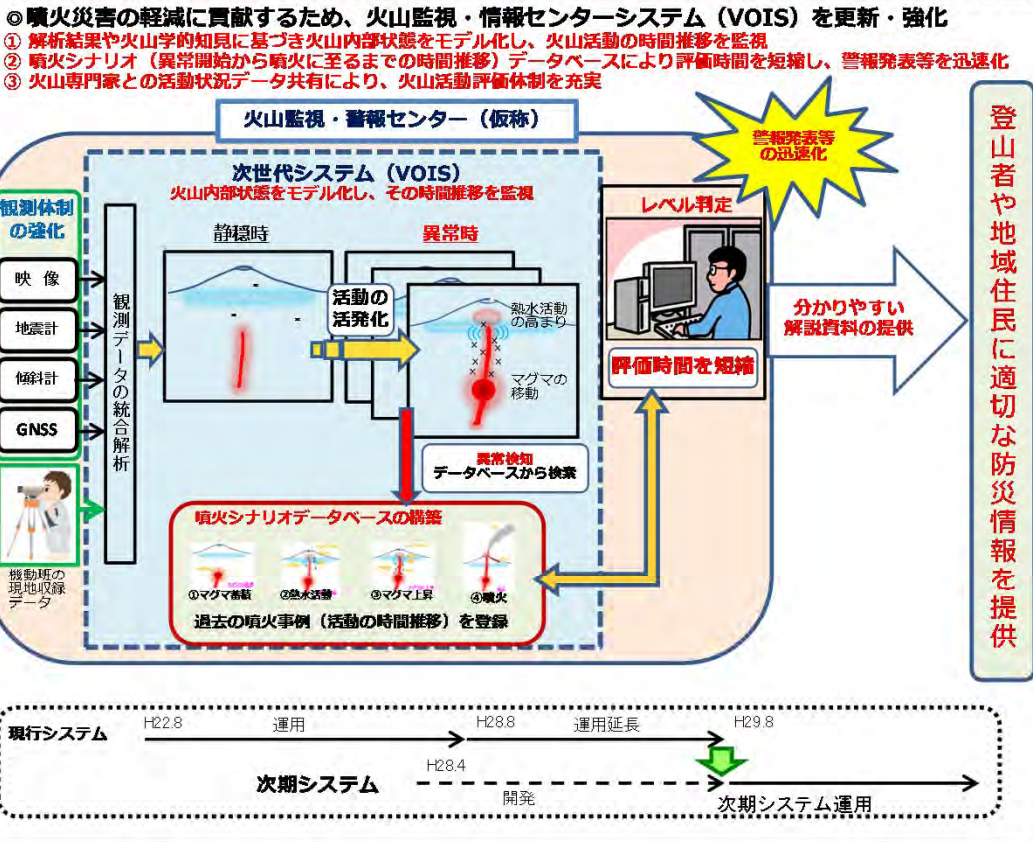 ◎噴火災害の軽減に貢献するため、火山監視・情報センターシステム（VOIS）を更新・強化
① 解析結果や火山学的知見に基づき火山内部状態をモデル化し、火山活動の時間推移を監視
② 噴火シナリオ（異常開始から噴火に至るまでの時間推移）データベースにより評価時間を短縮し、警報発表等を迅速化
③ 火山専門家との活動状況データ共有により、火山活動評価体制を充実
火山監視・警報センター（仮称）
警報発表等
の迅速化
次世代システム（VOIS）
火山内部状態をモデル化し、その時間推移を監視
観測体制
の強化
映 像
地震計
傾斜計
GNSS
機動班の
現地収録
データ
観測データの統合解析
静穏時
異常時
活動の
活発化
熱水活動
の高まり
マグマの
移動
レベル判定
評価時間を短縮
分かりやすい
解説資料の提供
登山者や地域住民に適切な防災情報を提供
異常検知
データベースから検索
噴火シナリオデータベースの構築
①マグマ蓄積
②熱水活動
③マグマ上昇
④噴火
過去の噴火事例（活動の時間推移）を登録
現行システム
H22.8
運用
H28.8
運用延長
H29.8
次期システム
H28.4
開発
次期システム運用